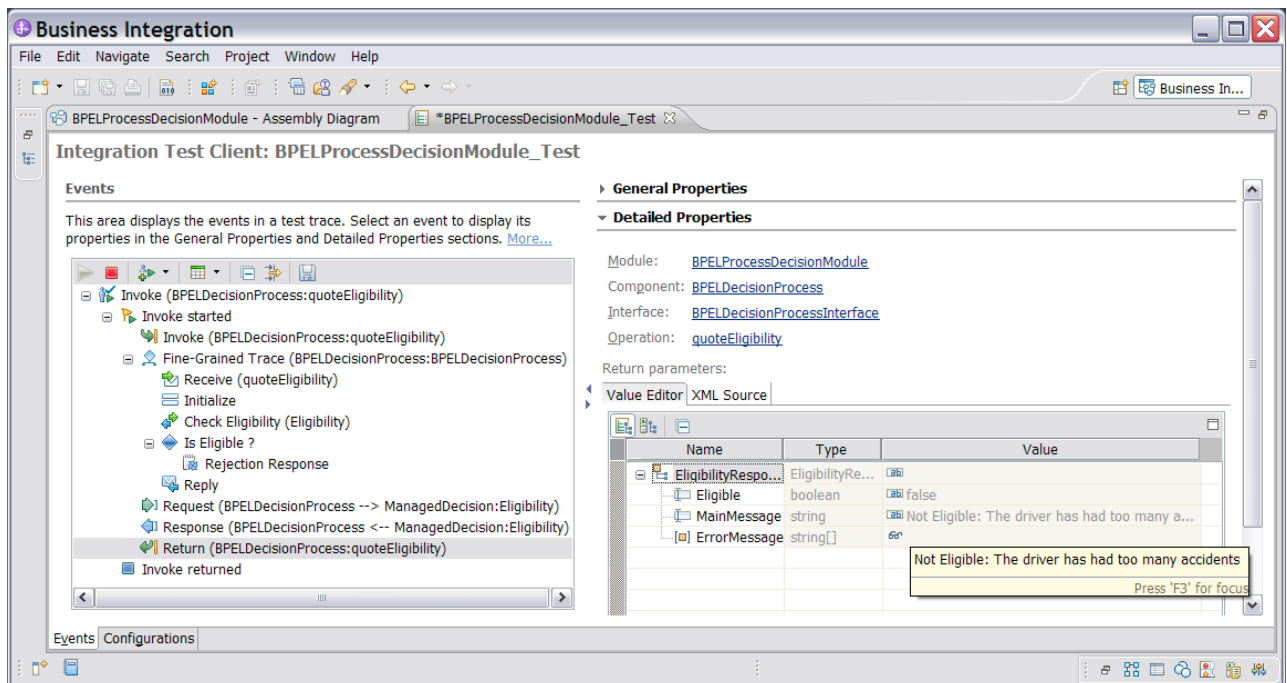 Business Integration
File Edit Navigate Search Project Window Help
Business In...
BPELProcessDecisionModule - Assembly Diagram
*BPELProcessDecisionModule_Test
Integration Test Client: BPELProcessDecisionModule_Test
Events
This area displays the events in a test trace. Select an event to display its
properties in the General Properties and Detailed Properties sections. More...
Invoke (BPELDecisionProcess:quoteEligibility)
Invoke started
Invoke (BPELDecisionProcess:quoteEligibility)
Fine-Grained Trace (BPELDecisionProcess:BPELDecisionProcess)
Receive (quoteEligibility)
Initialize
Check Eligibility (Eligibility)
Is Eligible ?
Rejection Response
Reply
Request (BPELDecisionProcess --> ManagedDecision:Eligibility)
Response (BPELDecisionProcess <-- ManagedDecision:Eligibility)
Return (BPELDecisionProcess:quoteEligibility)
Invoke returned
Events Configurations
General Properties
Detailed Properties
Module: BPELProcessDecisionModule
Component: BPELDecisionProcess
Interface: BPELDecisionProcessInterface
Operation: quoteEligibility
Return parameters:
Value Editor XML Source
Name Type Value
EligibilityRespo... EligibilityRe...
Eligible boolean false
MainMessage string Not Eligible: The driver has had too many a...
ErrorMessage string[]
Not Eligible: The driver has had too many accidents
Press 'F3' for focus